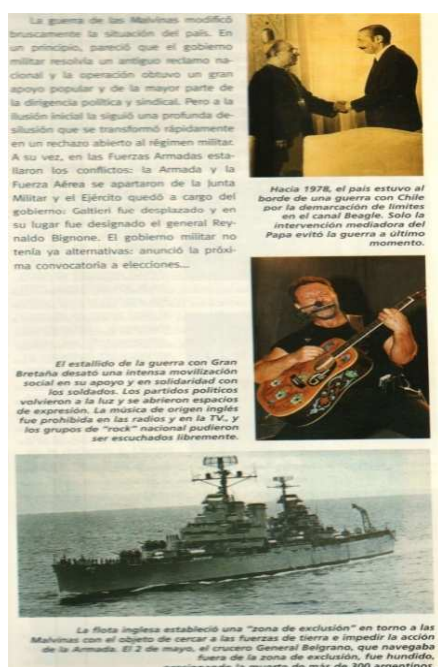 La guerra de las Malvinas modificó
bruscamente la situación del país. En
un principio, pareció que el gobierno
militar resolvía un antiguo reclamo na-
cional y la operación obtuvo un gran
apoyo popular y de la mayor parte de
la dirigencia política y sindical. Pero a la
ilusión inicial la siguió una profunda de-
silusión que se transformó rápidamente
en un rechazo abierto al régimen militar.
A su vez, en las Fuerzas Armadas esta-
llaron los conflictos: la Armada y la
Fuerza Aérea se apartaron de la Junta
Militar y el Ejército quedó a cargo del
gobierno: Galtieri fue desplazado y en
su lugar fue designado el general Rey-
naldo Bignone. El gobierno militar no
tenía ya alternativas: anunció la próxi-
ma convocatoria a elecciones...
Hacia 1978, el país estuvo al
borde de una guerra con Chile
por la demarcación de límites
en el canal Beagle. Solo la
intervención mediadora del
Papa evitó la guerra a último
momento.
El estallido de la guerra con Gran
Bretaña desató una intensa movilización
social en su apoyo y en solidaridad con
los soldados. Los partidos políticos
volvieron a la luz y se abrieron espacios
de expresión. La música de origen inglés
fue prohibida en las radios y en la TV., y
los grupos de "rock" nacional pudieron
ser escuchados libremente.
La flota inglesa estableció una "zona de exclusión" en torno a las
Malvinas con el objeto de cercar a las fuerzas de tierra e impedir la acción
de la Armada. El 2 de mayo, el crucero General Belgrano, que navegaba
fuera de la zona de exclusión, fue hundido,
la muerte de más de 300 argentinos.